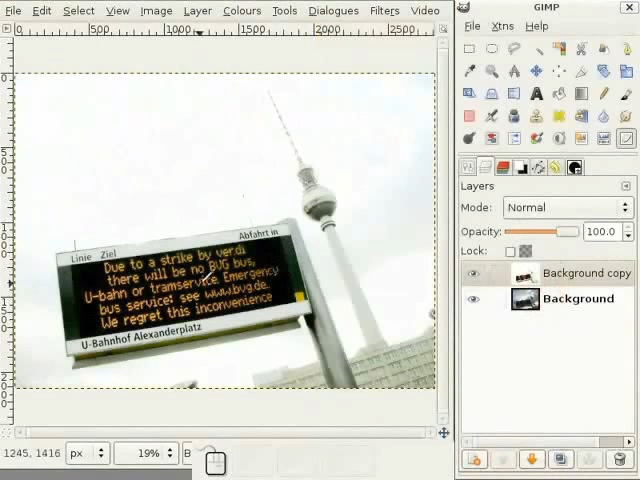 File Edit Select View Image Layer Colours Tools Dialogues Filters Video
GIMP
File Xtns Help
0 500 1000 1500 2000 2500
Linie Ziel Abfahrt in
Due to a strike by ver.di
there will be no BVG bus,
U-bahn or tramservice. Emergency
bus service: see www.bvg.de.
We regret this inconvenience
U-Bahnhof Alexanderplatz
Layers
Mode: Normal
Opacity: 100.0
Lock:
Background copy
Background
1245, 1416 px 19% B